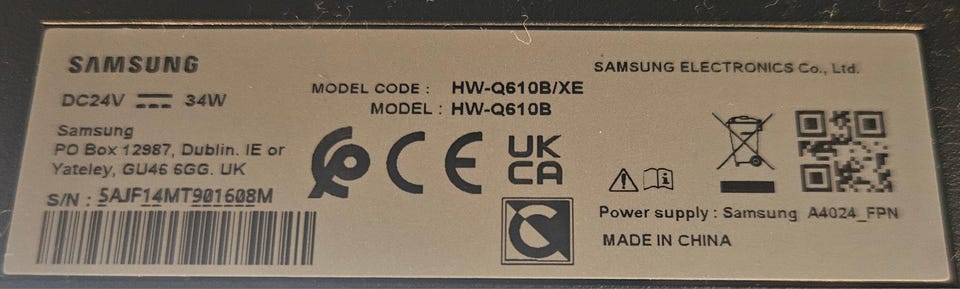 SAMSUNG
DC24V 34W
Samsung
PO Box 12987, Dublin. IE or
Yateley, GU46 6GG. UK
S/N : 5AJF14MT901608M
MODEL CODE : HW-Q610B/XE
MODEL : HW-Q610B
CE
UK
CA
SAMSUNG ELECTRONICS Co., Ltd.
Power supply : Samsung A4024_FPN
MADE IN CHINA